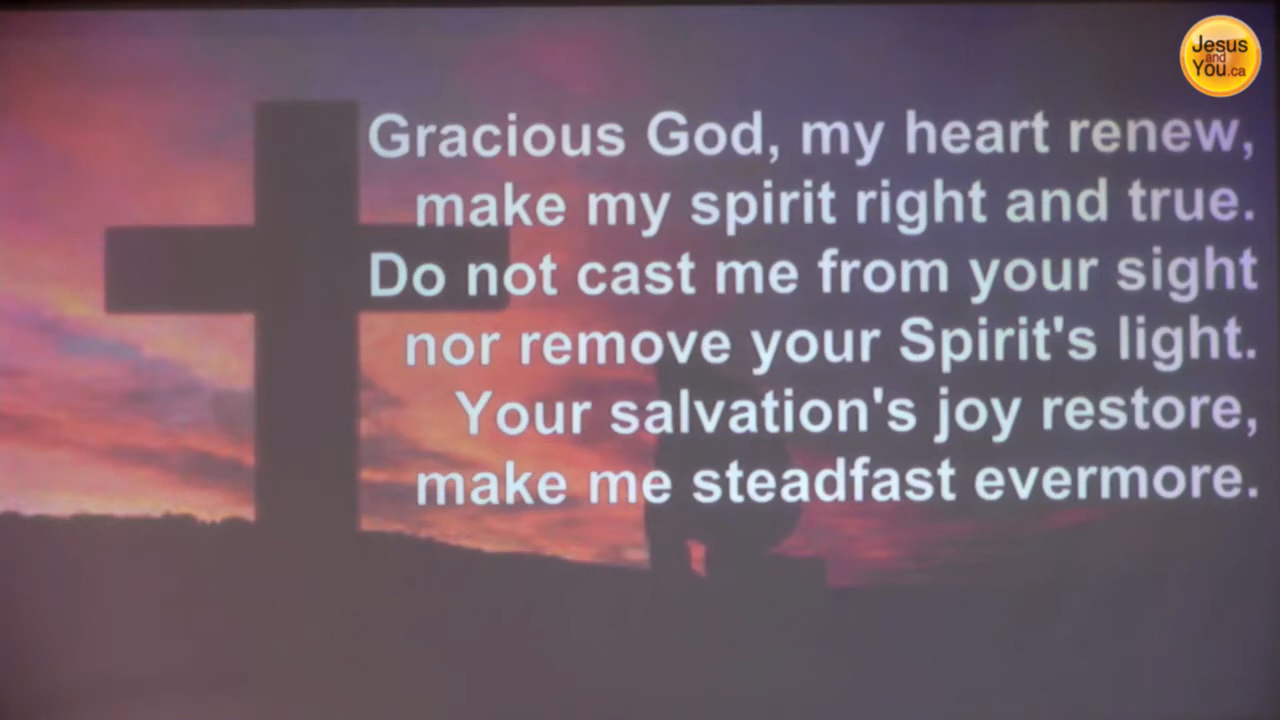 Jesus
and
You.ca
Gracious God, my heart renew,
make my spirit right and true.
Do not cast me from your sight
nor remove your Spirit's light.
Your salvation's joy restore,
make me steadfast evermore.